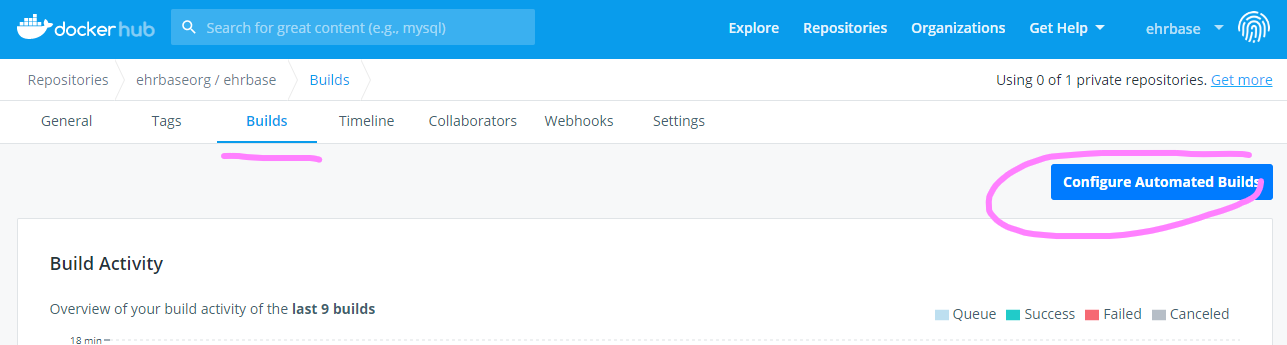 docker hub Search for great content (e.g., mysql) Explore Repositories Organizations Get Help ehrbase
Repositories ehrbaseorg / ehrbase Builds Using 0 of 1 private repositories. Get more
General Tags Builds Timeline Collaborators Webhooks Settings
Configure Automated Builds
Build Activity
Overview of your build activity of the last 9 builds
Queue Success Failed Canceled
18 min